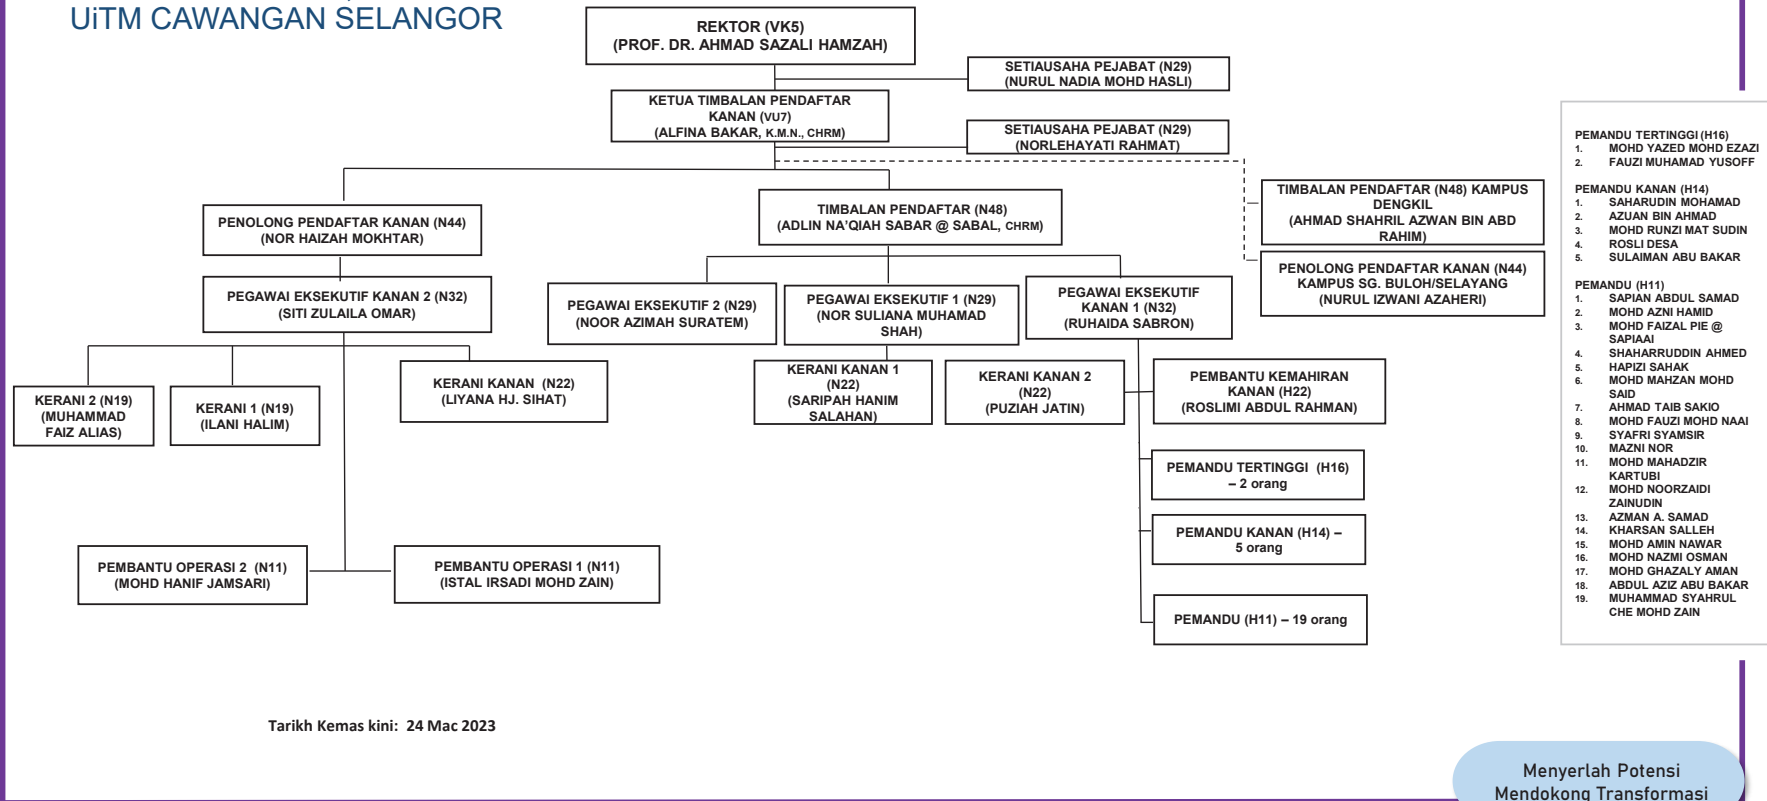 UiTM CAWANGAN SELANGOR
REKTOR (VK5)
(PROF. DR. AHMAD SAZALI HAMZAH)
SETIAUSAHA PEJABAT (N29)
(NURUL NADIA MOHD HASLI)
KETUA TIMBALAN PENDAFTAR
KANAN (VU7)
(ALFINA BAKAR, K.M.N., CHRM)
SETIAUSAHA PEJABAT (N29)
(NORLEHAYATI RAHMAT)
PENOLONG PENDAFTAR KANAN (N44)
(NOR HAIZAH MOKHTAR)
TIMBALAN PENDAFTAR (N48)
(ADLIN NA'QIAH SABAR @ SABAL, CHRM)
TIMBALAN PENDAFTAR (N48) KAMPUS
DENGKIL
(AHMAD SHAHRIL AZWAN BIN ABD
RAHIM)
PENOLONG PENDAFTAR KANAN (N44)
KAMPUS SG. BULOH/SELAYANG
(NURUL IZWANI AZAHERI)
PEGAWAI EKSEKUTIF KANAN 2 (N32)
(SITI ZULAILA OMAR)
PEGAWAI EKSEKUTIF 2 (N29)
(NOOR AZIMAH SURATEM)
PEGAWAI EKSEKUTIF 1 (N29)
(NOR SULIANA MUHAMAD
SHAH)
PEGAWAI EKSEKUTIF
KANAN 1 (N32)
(RUHAIDA SABRON)
KERANI 2 (N19)
(MUHAMMAD
FAIZ ALIAS)
KERANI 1 (N19)
(ILANI HALIM)
KERANI KANAN (N22)
(LIYANA HJ. SIHAT)
KERANI KANAN 1
(N22)
(SARIPAH HANIM
SALAHAN)
KERANI KANAN 2
(N22)
(PUZIAH JATIN)
PEMBANTU KEMAHIRAN
KANAN (H22)
(ROSLIMI ABDUL RAHMAN)
PEMANDU TERTINGGI (H16)
– 2 orang
PEMANDU KANAN (H14) –
5 orang
PEMANDU (H11) – 19 orang
PEMBANTU OPERASI 2 (N11)
(MOHD HANIF JAMSARI)
PEMBANTU OPERASI 1 (N11)
(ISTAL IRSADI MOHD ZAIN)
PEMANDU TERTINGGI (H16)
1. MOHD YAZED MOHD EZAZI
2. FAUZI MUHAMAD YUSOFF
PEMANDU KANAN (H14)
1. SAHARUDIN MOHAMAD
2. AZUAN BIN AHMAD
3. MOHD RUNZI MAT SUDIN
4. ROSLI DESA
5. SULAIMAN ABU BAKAR
PEMANDU (H11)
1. SAPIAN ABDUL SAMAD
2. MOHD AZNI HAMID
3. MOHD FAIZAL PIE @
SAPIAAI
4. SHAHARRUDDIN AHMED
5. HAPIZI SAHAK
6. MOHD MAHZAN MOHD
SAID
7. AHMAD TAIB SAKIO
8. MOHD FAUZI MOHD NAAI
9. SYAFRI SYAMSIR
10. MAZNI NOR
11. MOHD MAHADZIR
KARTUBI
12. MOHD NOORZAIDI
ZAINUDIN
13. AZMAN A. SAMAD
14. KHARSAN SALLEH
15. MOHD AMIN NAWAR
16. MOHD NAZMI OSMAN
17. MOHD GHAZALY AMAN
18. ABDUL AZIZ ABU BAKAR
19. MUHAMMAD SYAHRUL
CHE MOHD ZAIN
Tarikh Kemas kini: 24 Mac 2023
Menyerlah Potensi
Mendokong Transformasi